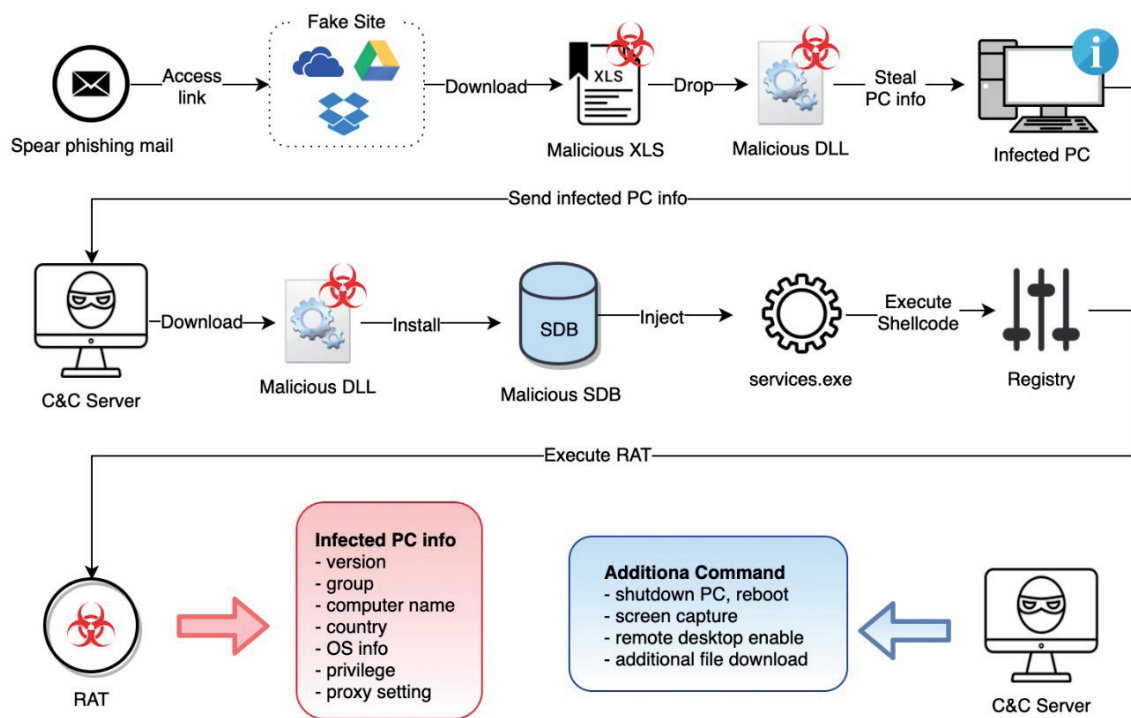 Fake Site
Access
link
Download
XLS
Drop
Steal
PC info
i
Spear phishing mail
Malicious XLS
Malicious DLL
Infected PC
Send infected PC info
Download
Install
SDB
Inject
Execute
Shellcode
C&C Server
Malicious DLL
Malicious SDB
services.exe
Registry
Execute RAT
Infected PC info
- version
- group
- computer name
- country
- OS info
- privilege
- proxy setting
Additiona Command
- shutdown PC, reboot
- screen capture
- remote desktop enable
- additional file download
RAT
C&C Server